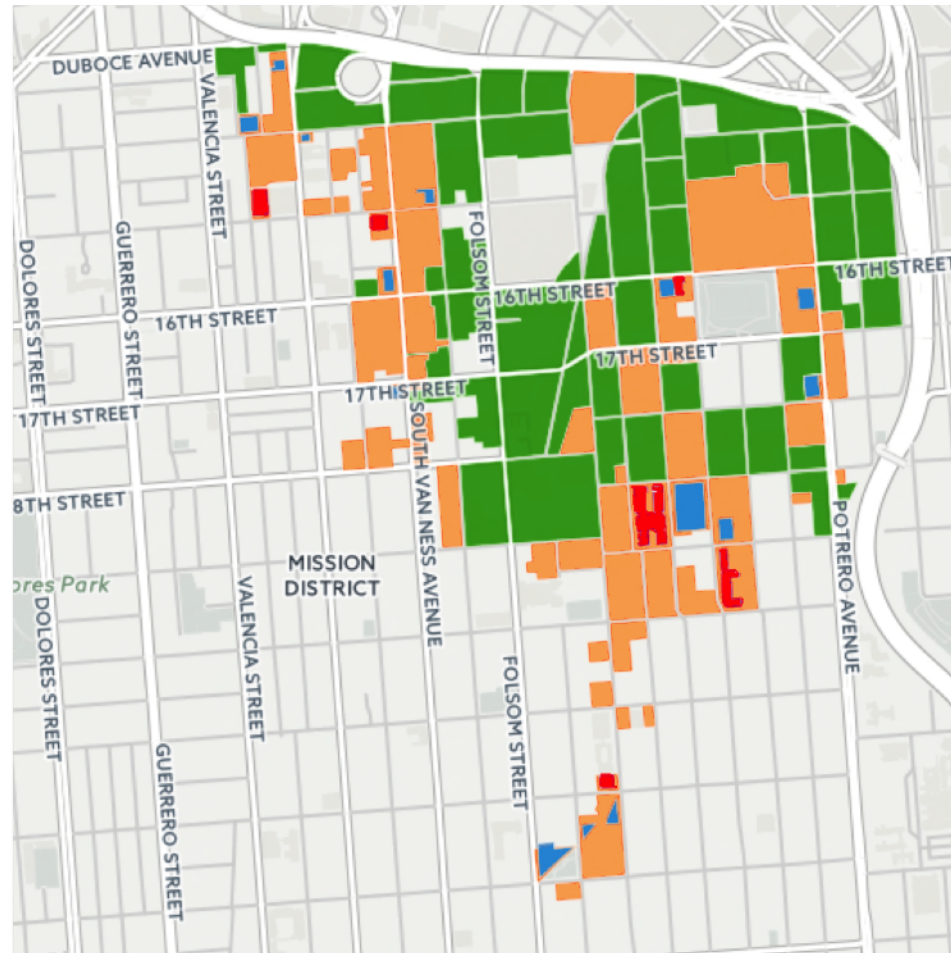 DUBOCE AVENUE
VALENCIA STREET
GUERRERO STREET
DOLORES STREET
FOLSOM STREET
16TH STREET
16TH STREET
16TH STREET
17TH STREET
17TH STREET
17TH STREET
8TH STREET
SOUTH VAN NESS AVENUE
POTRERO AVENUE
MISSION
DISTRICT
ores Park
DOLORES STREET
VALENCIA STREET
FOLSOM STREET
GUERRERO STREET